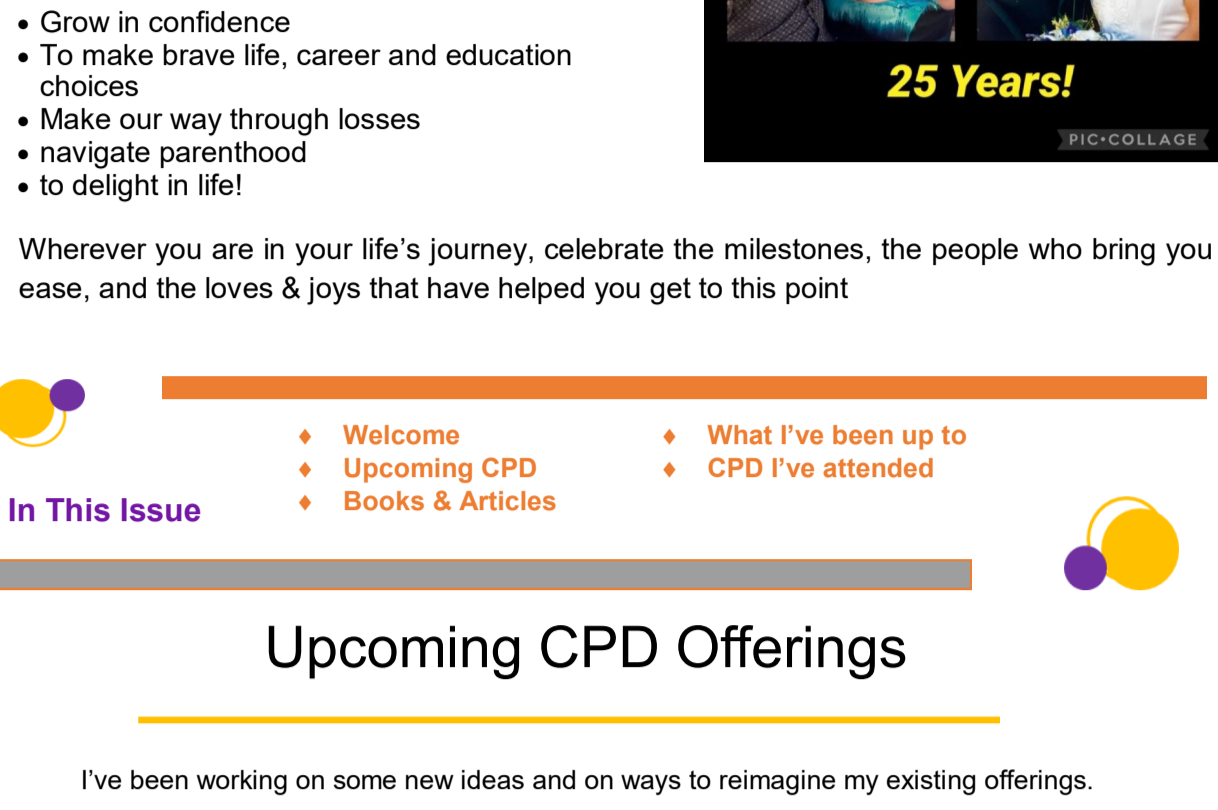 • Grow in confidence
• To make brave life, career and education
choices
• Make our way through losses
• navigate parenthood
• to delight in life!
25 Years!
PIC•COLLAGE
Wherever you are in your life’s journey, celebrate the milestones, the people who bring you
ease, and the loves & joys that have helped you get to this point
In This Issue
♦ Welcome
♦ Upcoming CPD
♦ Books & Articles
♦ What I’ve been up to
♦ CPD I’ve attended
Upcoming CPD Offerings
I’ve been working on some new ideas and on ways to reimagine my existing offerings.